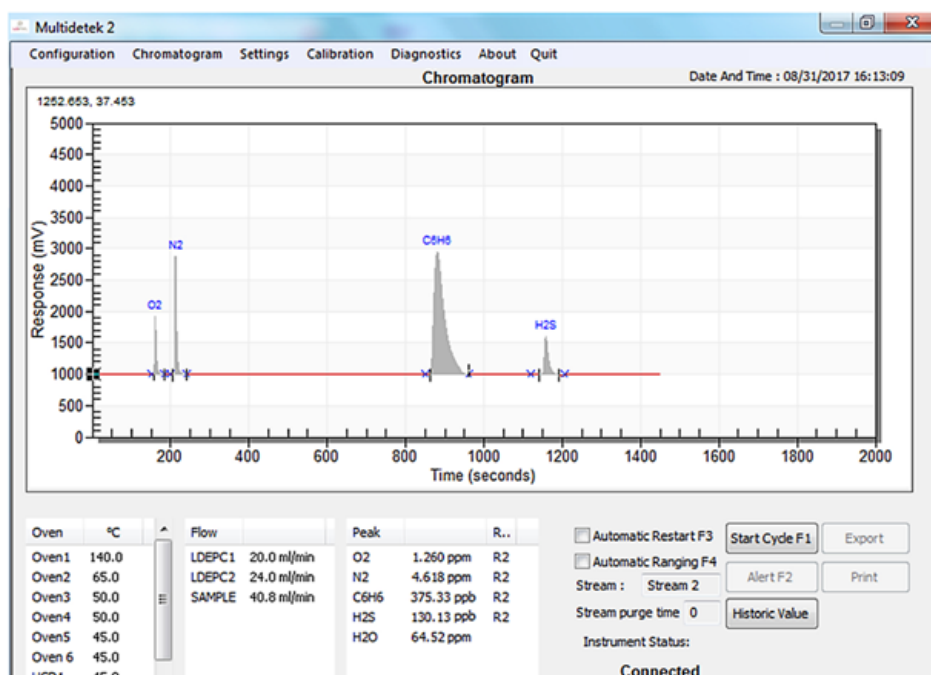 Multidetek 2
Configuration Chromatogram Settings Calibration Diagnostics About Quit
Chromatogram Date And Time : 08/31/2017 16:13:09
1252.653, 37.453
5000
4500
4000
3500
3000
2500
2000
1500
1000
500
0
Response (mV)
O2
N2
C6H6
H2S
200 400 600 800 1000 1200 1400 1600 1800 2000
Time (seconds)
Oven ºC
Oven1 140.0
Oven2 65.0
Oven3 50.0
Oven4 50.0
Oven5 45.0
Oven 6 45.0
Flow
LDEPC1 20.0 ml/min
LDEPC2 24.0 ml/min
SAMPLE 40.8 ml/min
Peak R..
O2 1.260 ppm R2
N2 4.618 ppm R2
C6H6 375.33 ppb R2
H2S 130.13 ppb R2
H2O 64.52 ppm
Automatic Restart F3
Automatic Ranging F4
Stream : Stream 2
Stream purge time 0
Instrument Status:
Connected
Start Cycle F1 Export
Alert F2 Print
Historic Value